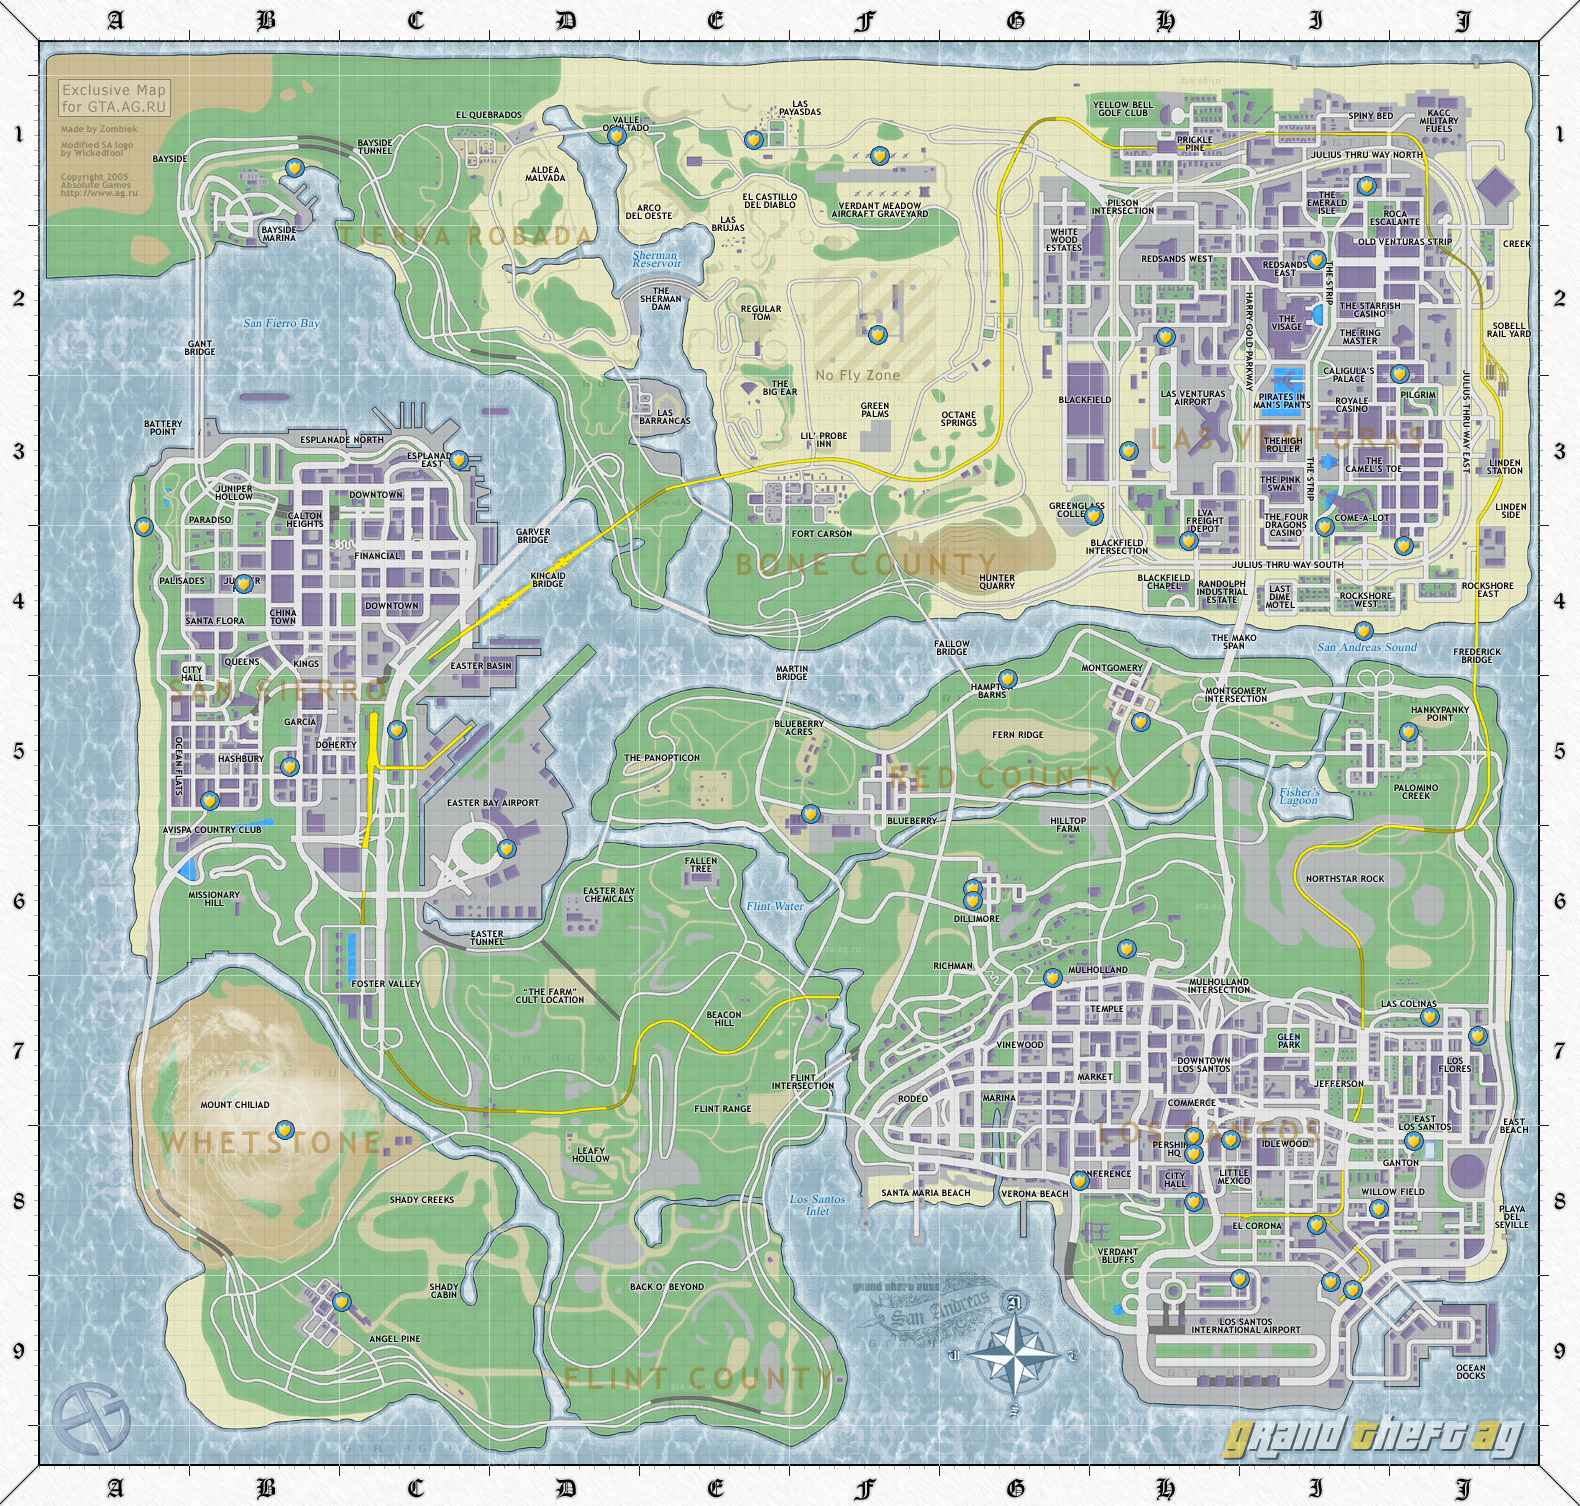 A B C D E F G H I J
Exclusive Map
for GTA.AG.RU
Made by Zombiek
Modified SA logo
by Wickedfool
Copyright 2005
Absolute Games
http://www.ag.ru
1
EL QUEBRADOS
VALLE
OCULTADO
LAS
PAYASDAS
YELLOW BELL
GOLF CLUB
SPINY BED
KACC
MILITARY
FUELS
1
BAYSIDE
BAYSIDE
TUNNEL
PRICKLE
PINE
JULIUS THRU WAY NORTH
ALDEA
MALVADA
EL CASTILLO
DEL DIABLO
VERDANT MEADOW
AIRCRAFT GRAVEYARD
PILSON
INTERSECTION
THE
EMERALD
ISLE
ARCO
DEL OESTE
LAS
BRUJAS
ROCA
ESCALANTE
BAYSIDE
MARINA
TIERRA ROBADA
WHITE
WOOD
ESTATES
OLD VENTURAS STRIP
CREEK
Sherman
Reservoir
REDSANDS WEST
REDSANDS
EAST
THE STRIP
2
THE
SHERMAN
DAM
HARRY GOLD PARKWAY
2
San Fierro Bay
REGULAR
TOM
THE
VISAGE
THE STARFISH
CASINO
GANT
BRIDGE
THE RING
MASTER
SOBELL
RAIL YARD
No Fly Zone
CALIGULA'S
PALACE
THE
BIG EAR
LAS VENTURAS
AIRPORT
BLACKFIELD
PIRATES IN
MAN'S PANTS
ROYALE
CASINO
PILGRIM
JULIUS THRU WAY EAST
BATTERY
POINT
LAS
BARRANCAS
GREEN
PALMS
OCTANE
SPRINGS
3
ESPLANADE NORTH
LIL' PROBE
INN
LAS VENTURAS
THE HIGH
ROLLER
3
ESPLANADE
EAST
THE
CAMEL'S TOE
LINDEN
STATION
JUNIPER
HOLLOW
DOWNTOWN
THE PINK
SWAN
THE STRIP
PARADISO
CALTON
HEIGHTS
GREENGLASS
COLLEGE
LVA
FREIGHT
DEPOT
THE FOUR
DRAGONS
CASINO
COME-A-LOT
LINDEN
SIDE
GARVER
BRIDGE
FORT CARSON
BLACKFIELD
INTERSECTION
FINANCIAL
BONE COUNTY
JULIUS THRU WAY SOUTH
PALISADES
KINCAID
BRIDGE
HUNTER
QUARRY
BLACKFIELD
CHAPEL
RANDOLPH
INDUSTRIAL
ESTATE
LAST
DIME
MOTEL
ROCKSHORE
WEST
ROCKSHORE
EAST
4
DOWNTOWN
4
SANTA FLORA
CHINA
TOWN
QUEENS
KINGS
EASTER BASIN
FALLOW
BRIDGE
THE MAKO
SPAN
San Andreas Sound
FREDERICK
BRIDGE
CITY
HALL
MARTIN
BRIDGE
MONTGOMERY
SAN FIERRO
HAMPTON
BARNS
MONTGOMERY
INTERSECTION
GARCIA
BLUEBERRY
ACRES
HANKYPANKY
POINT
5
OCEAN FLATS
DOHERTY
FERN RIDGE
5
HASHBURY
THE PANOPTICON
RED COUNTY
EASTER BAY AIRPORT
Fisher's
Lagoon
PALOMINO
CREEK
AVISPA COUNTRY CLUB
BLUEBERRY
HILLTOP
FARM
FALLEN
TREE
NORTHSTAR ROCK
6
MISSIONARY
HILL
EASTER BAY
CHEMICALS
Flint Water
DILLIMORE
6
EASTER
TUNNEL
RICHMAN
MULHOLLAND
FOSTER VALLEY
"THE FARM"
CULT LOCATION
MULHOLLAND
INTERSECTION
TEMPLE
LAS COLINAS
BEACON
HILL
7
VINEWOOD
GLEN
PARK
7
DOWNTOWN
LOS SANTOS
LOS
FLORES
FLINT
INTERSECTION
MARKET
JEFFERSON
MOUNT CHILIAD
FLINT RANGE
RODEO
MARINA
COMMERCE
EAST
LOS SANTOS
EAST
BEACH
WHETSTONE
LEAFY
HOLLOW
LOS SANTOS
PERSHING
HQ
IDLEWOOD
GANTON
CONFERENCE
CITY
HALL
LITTLE
MEXICO
8
SHADY CREEKS
Los Santos
Inlet
SANTA MARIA BEACH
VERONA BEACH
WILLOW FIELD
8
EL CORONA
PLAYA
DEL
SEVILLE
VERDANT
BLUFFS
SHADY
CABIN
BACK O' BEYOND
grand theft auto
San Andreas
N
LOS SANTOS
INTERNATIONAL AIRPORT
9
ANGEL PINE
9
FLINT COUNTY
S
OCEAN
DOCKS
grand theft ag
A B C D E F G H I J